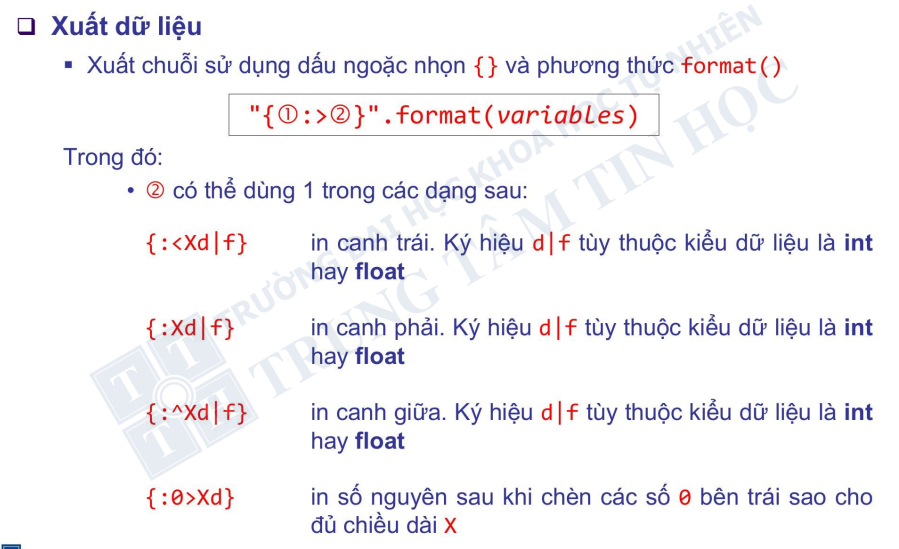 Xuất dữ liệu
Xuất chuỗi sử dụng dấu ngoặc nhọn {} và phương thức format()
"{①:>②}".format(variables)
Trong đó:
• ② có thể dùng 1 trong các dạng sau:
{:<Xd|f} in canh trái. Ký hiệu d|f tùy thuộc kiểu dữ liệu là int
hay float
{:Xd|f} in canh phải. Ký hiệu d|f tùy thuộc kiểu dữ liệu là int
hay float
{:^Xd|f} in canh giữa. Ký hiệu d|f tùy thuộc kiểu dữ liệu là int
hay float
{:0>Xd} in số nguyên sau khi chèn các số 0 bên trái sao cho
đủ chiều dài X
TRƯỜNG ĐẠI HỌC KHOA HỌC TỰ NHIÊN
TRUNG TÂM TIN HỌC